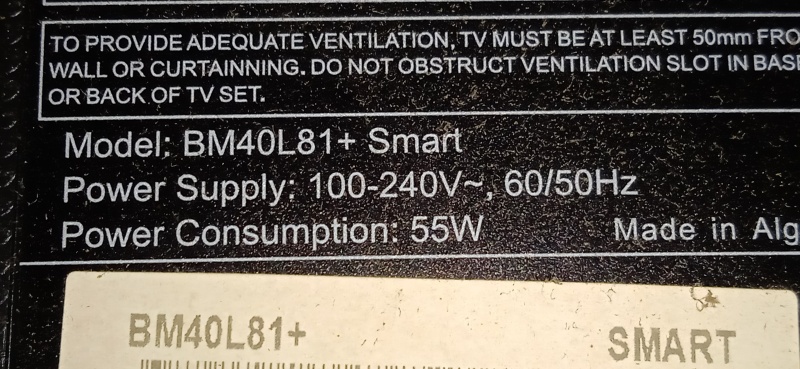 TO PROVIDE ADEQUATE VENTILATION, TV MUST BE AT LEAST 50mm FRO
WALL OR CURTAINNING. DO NOT OBSTRUCT VENTILATION SLOT IN BASE
OR BACK OF TV SET.
Model: BM40L81+ Smart
Power Supply: 100-240V~, 60/50Hz
Power Consumption: 55W Made in Alg
BM40L81+ SMART